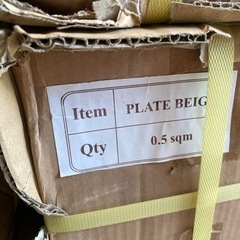 Item PLATE BEIG
Qty 0.5 sqm